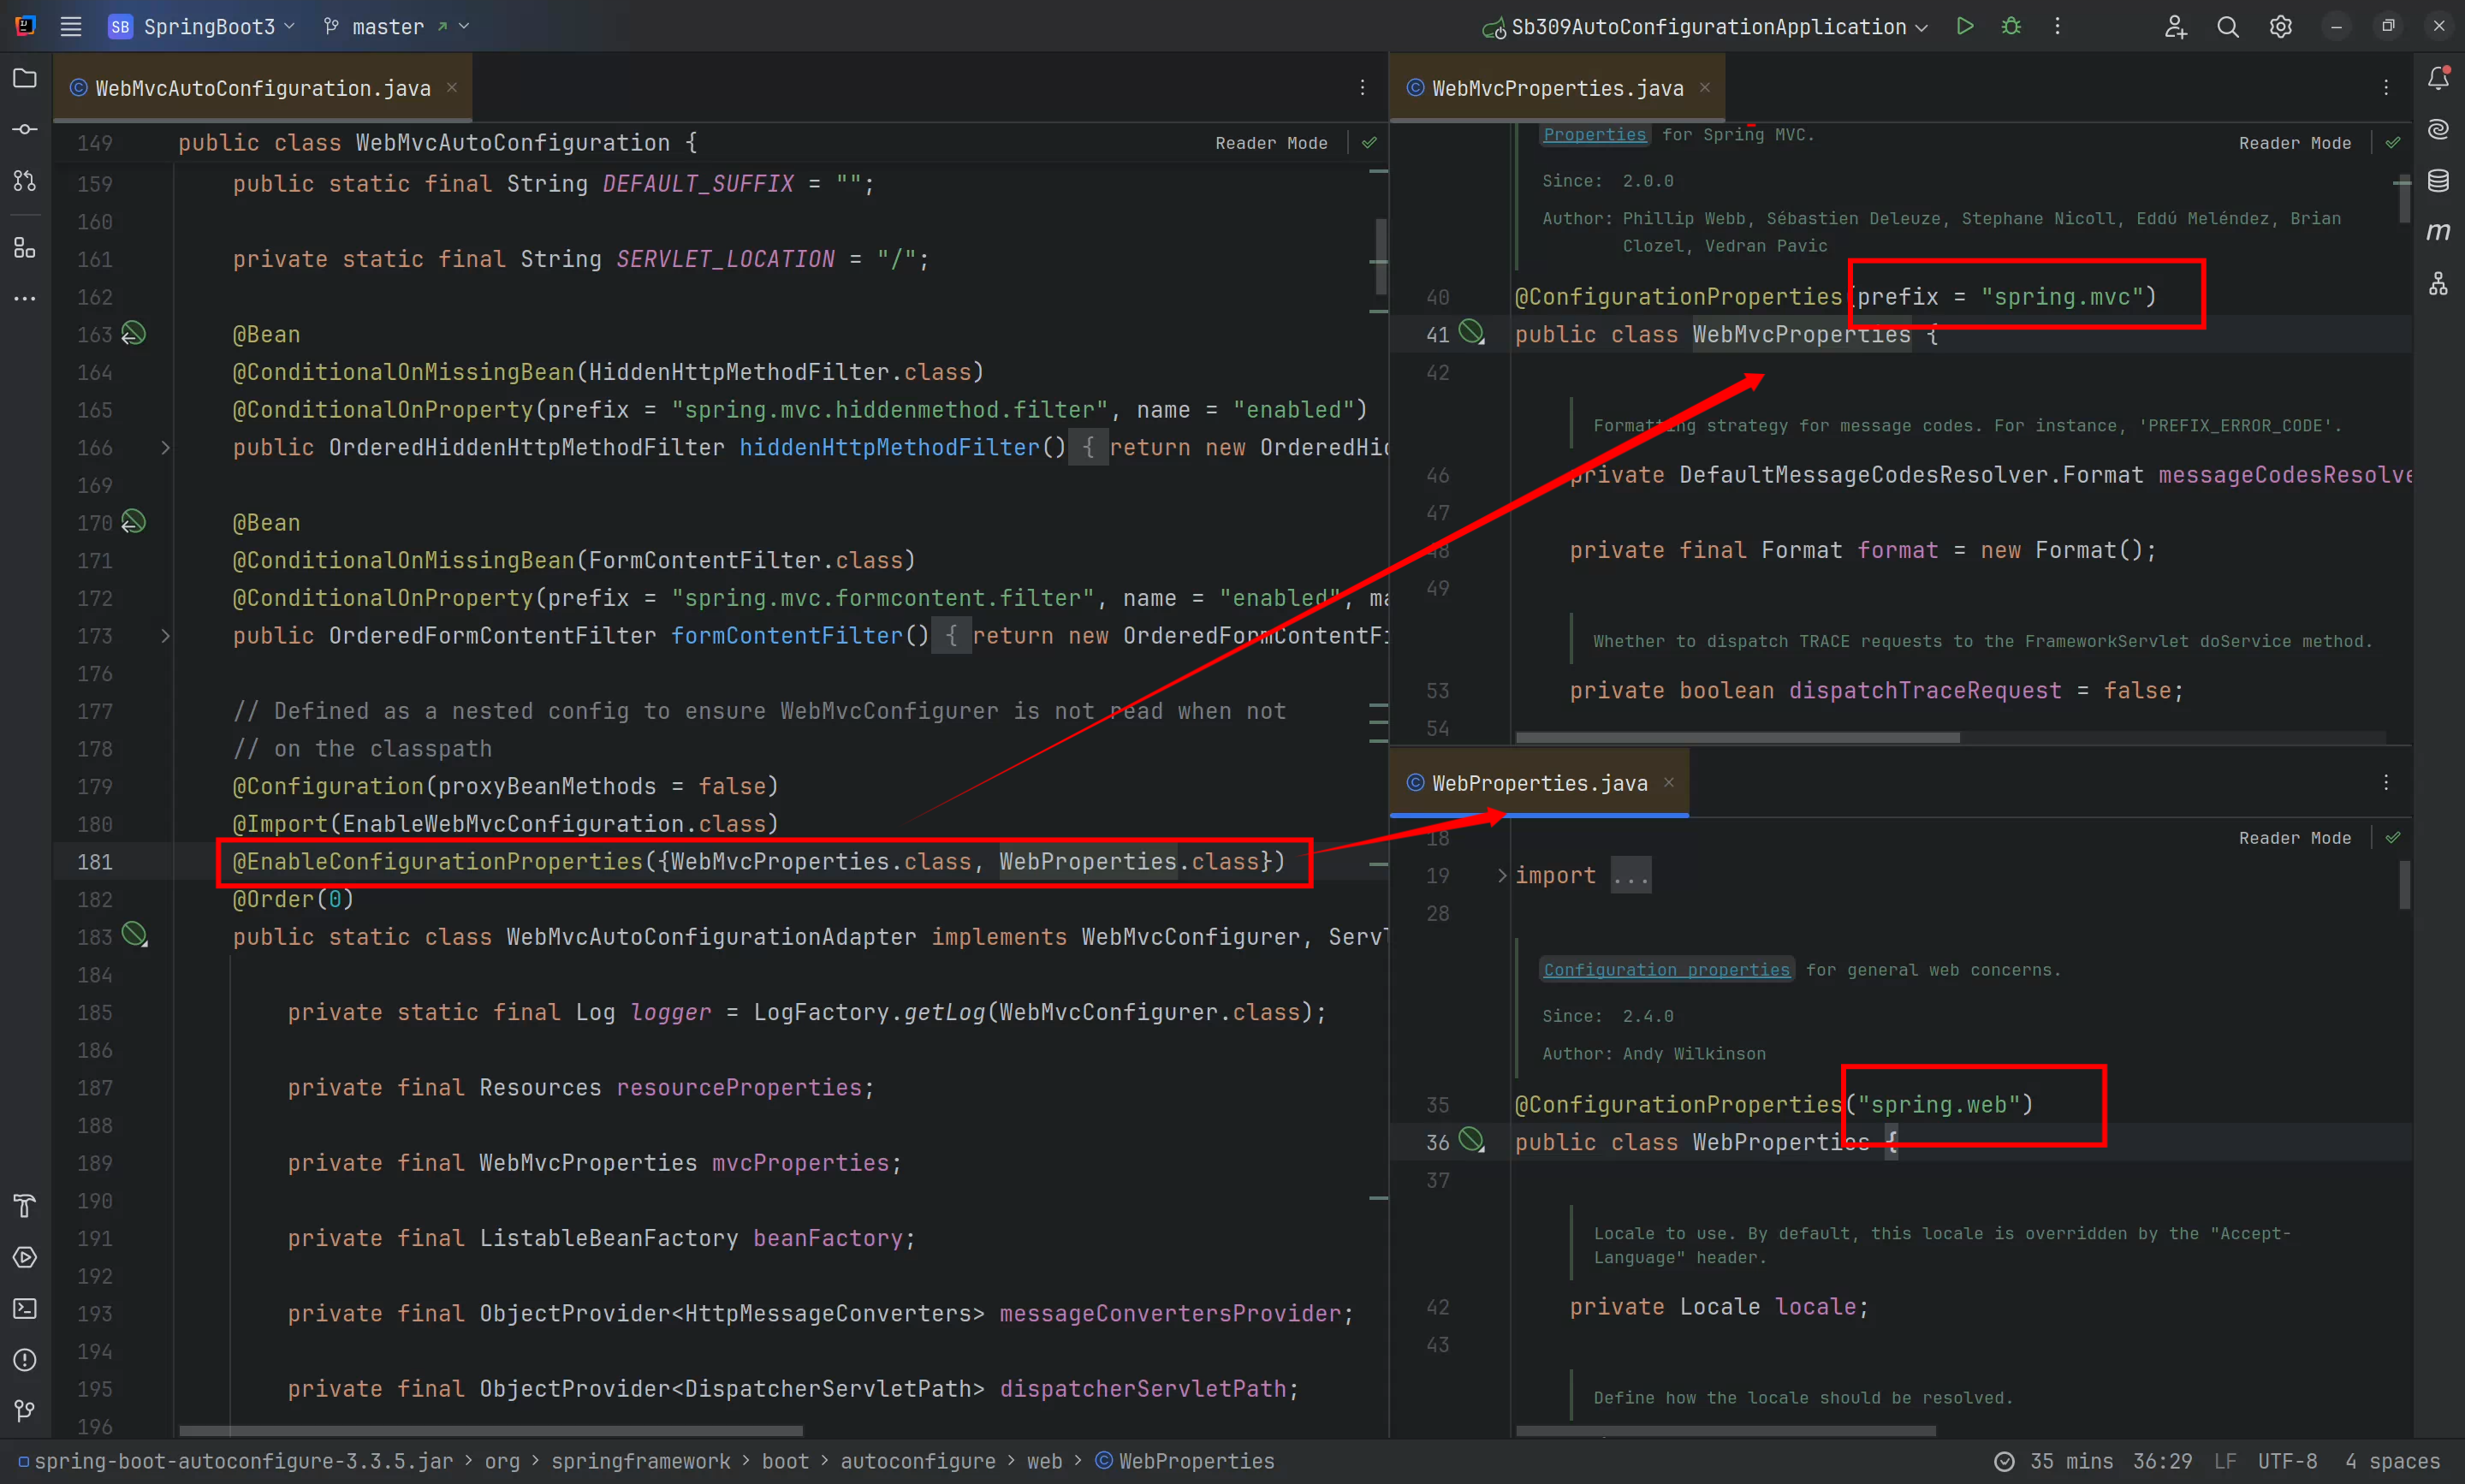 SB SpringBoot3 master Sb309AutoConfigurationApplication
WebMvcAutoConfiguration.java
149 public class WebMvcAutoConfiguration { Reader Mode
159 public static final String DEFAULT_SUFFIX = "";
160
161 private static final String SERVLET_LOCATION = "/";
162
163 @Bean
164 @ConditionalOnMissingBean(HiddenHttpMethodFilter.class)
165 @ConditionalOnProperty(prefix = "spring.mvc.hiddenmethod.filter", name = "enabled")
166 public OrderedHiddenHttpMethodFilter hiddenHttpMethodFilter() { return new OrderedHid
169
170 @Bean
171 @ConditionalOnMissingBean(FormContentFilter.class)
172 @ConditionalOnProperty(prefix = "spring.mvc.formcontent.filter", name = "enabled", ma
173 public OrderedFormContentFilter formContentFilter() { return new OrderedFormContentFi
176
177 // Defined as a nested config to ensure WebMvcConfigurer is not read when not
178 // on the classpath
179 @Configuration(proxyBeanMethods = false)
180 @Import(EnableWebMvcConfiguration.class)
181 @EnableConfigurationProperties({WebMvcProperties.class, WebProperties.class})
182 @Order(0)
183 public static class WebMvcAutoConfigurationAdapter implements WebMvcConfigurer, Servl
184
185 private static final Log logger = LogFactory.getLog(WebMvcConfigurer.class);
186
187 private final Resources resourceProperties;
188
189 private final WebMvcProperties mvcProperties;
190
191 private final ListableBeanFactory beanFactory;
192
193 private final ObjectProvider<HttpMessageConverters> messageConvertersProvider;
194
195 private final ObjectProvider<DispatcherServletPath> dispatcherServletPath;
196
WebMvcProperties.java
Properties for Spring MVC. Reader Mode
Since: 2.0.0
Author: Phillip Webb, Sébastien Deleuze, Stephane Nicoll, Eddú Meléndez, Brian
Clozel, Vedran Pavic
40 @ConfigurationProperties(prefix = "spring.mvc")
41 public class WebMvcProperties {
42
Formatting strategy for message codes. For instance, 'PREFIX_ERROR_CODE'.
46 private DefaultMessageCodesResolver.Format messageCodesResolve
47
48 private final Format format = new Format();
49
Whether to dispatch TRACE requests to the FrameworkServlet doService method.
53 private boolean dispatchTraceRequest = false;
54
WebProperties.java
18 Reader Mode
19 import ...
28
Configuration properties for general web concerns.
Since: 2.4.0
Author: Andy Wilkinson
35 @ConfigurationProperties("spring.web")
36 public class WebProperties {
37
Locale to use. By default, this locale is overridden by the "Accept-
Language" header.
42 private Locale locale;
43
Define how the locale should be resolved.
spring-boot-autoconfigure-3.3.5.jar > org > springframework > boot > autoconfigure > web > WebProperties 35 mins 36:29 LF UTF-8 4 spaces